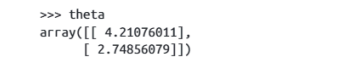 >>> theta
array([[ 4.21076011],
[ 2.74856079]])